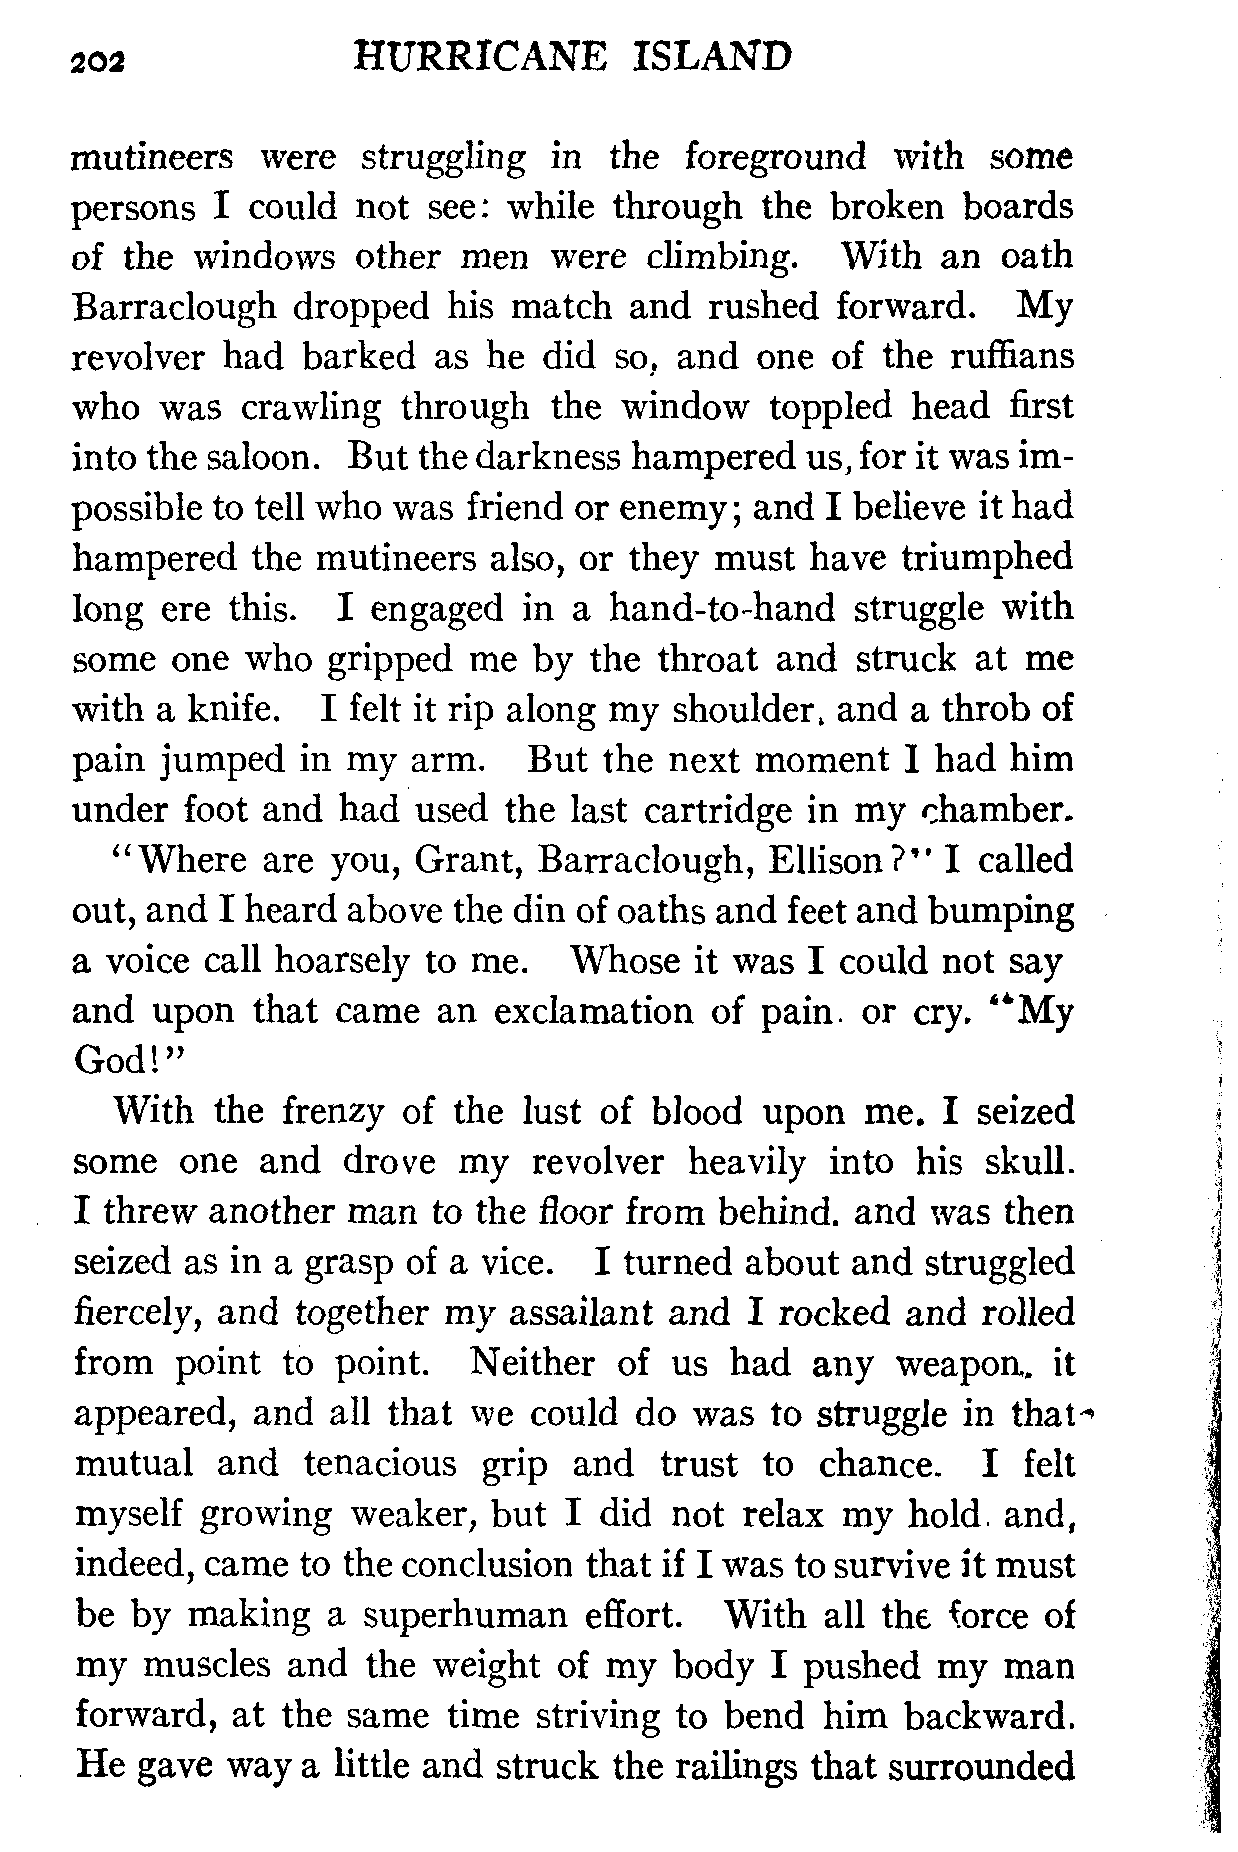 202 HURRICANE ISLAND
mutineers were struggling in the foreground with some
persons I could not see: while through the broken boards
of the windows other men were climbing. With an oath
Barraclough dropped his match and rushed forward. My
revolver had barked as he did so, and one of the ruffians
who was crawling through the window toppled head first
into the saloon. But the darkness hampered us, for it was im-
possible to tell who was friend or enemy; and I believe it had
hampered the mutineers also, or they must have triumphed
long ere this. I engaged in a hand-to-hand struggle with
some one who gripped me by the throat and struck at me
with a knife. I felt it rip along my shoulder, and a throb of
pain jumped in my arm. But the next moment I had him
under foot and had used the last cartridge in my chamber.
"Where are you, Grant, Barraclough, Ellison?" I called
out, and I heard above the din of oaths and feet and bumping
a voice call hoarsely to me. Whose it was I could not say
and upon that came an exclamation of pain. or cry. "My
God!"
With the frenzy of the lust of blood upon me. I seized
some one and drove my revolver heavily into his skull.
I threw another man to the floor from behind. and was then
seized as in a grasp of a vice. I turned about and struggled
fiercely, and together my assailant and I rocked and rolled
from point to point. Neither of us had any weapon. it
appeared, and all that we could do was to struggle in that
mutual and tenacious grip and trust to chance. I felt
myself growing weaker, but I did not relax my hold. and,
indeed, came to the conclusion that if I was to survive it must
be by making a superhuman effort. With all the force of
my muscles and the weight of my body I pushed my man
forward, at the same time striving to bend him backward.
He gave way a little and struck the railings that surrounded